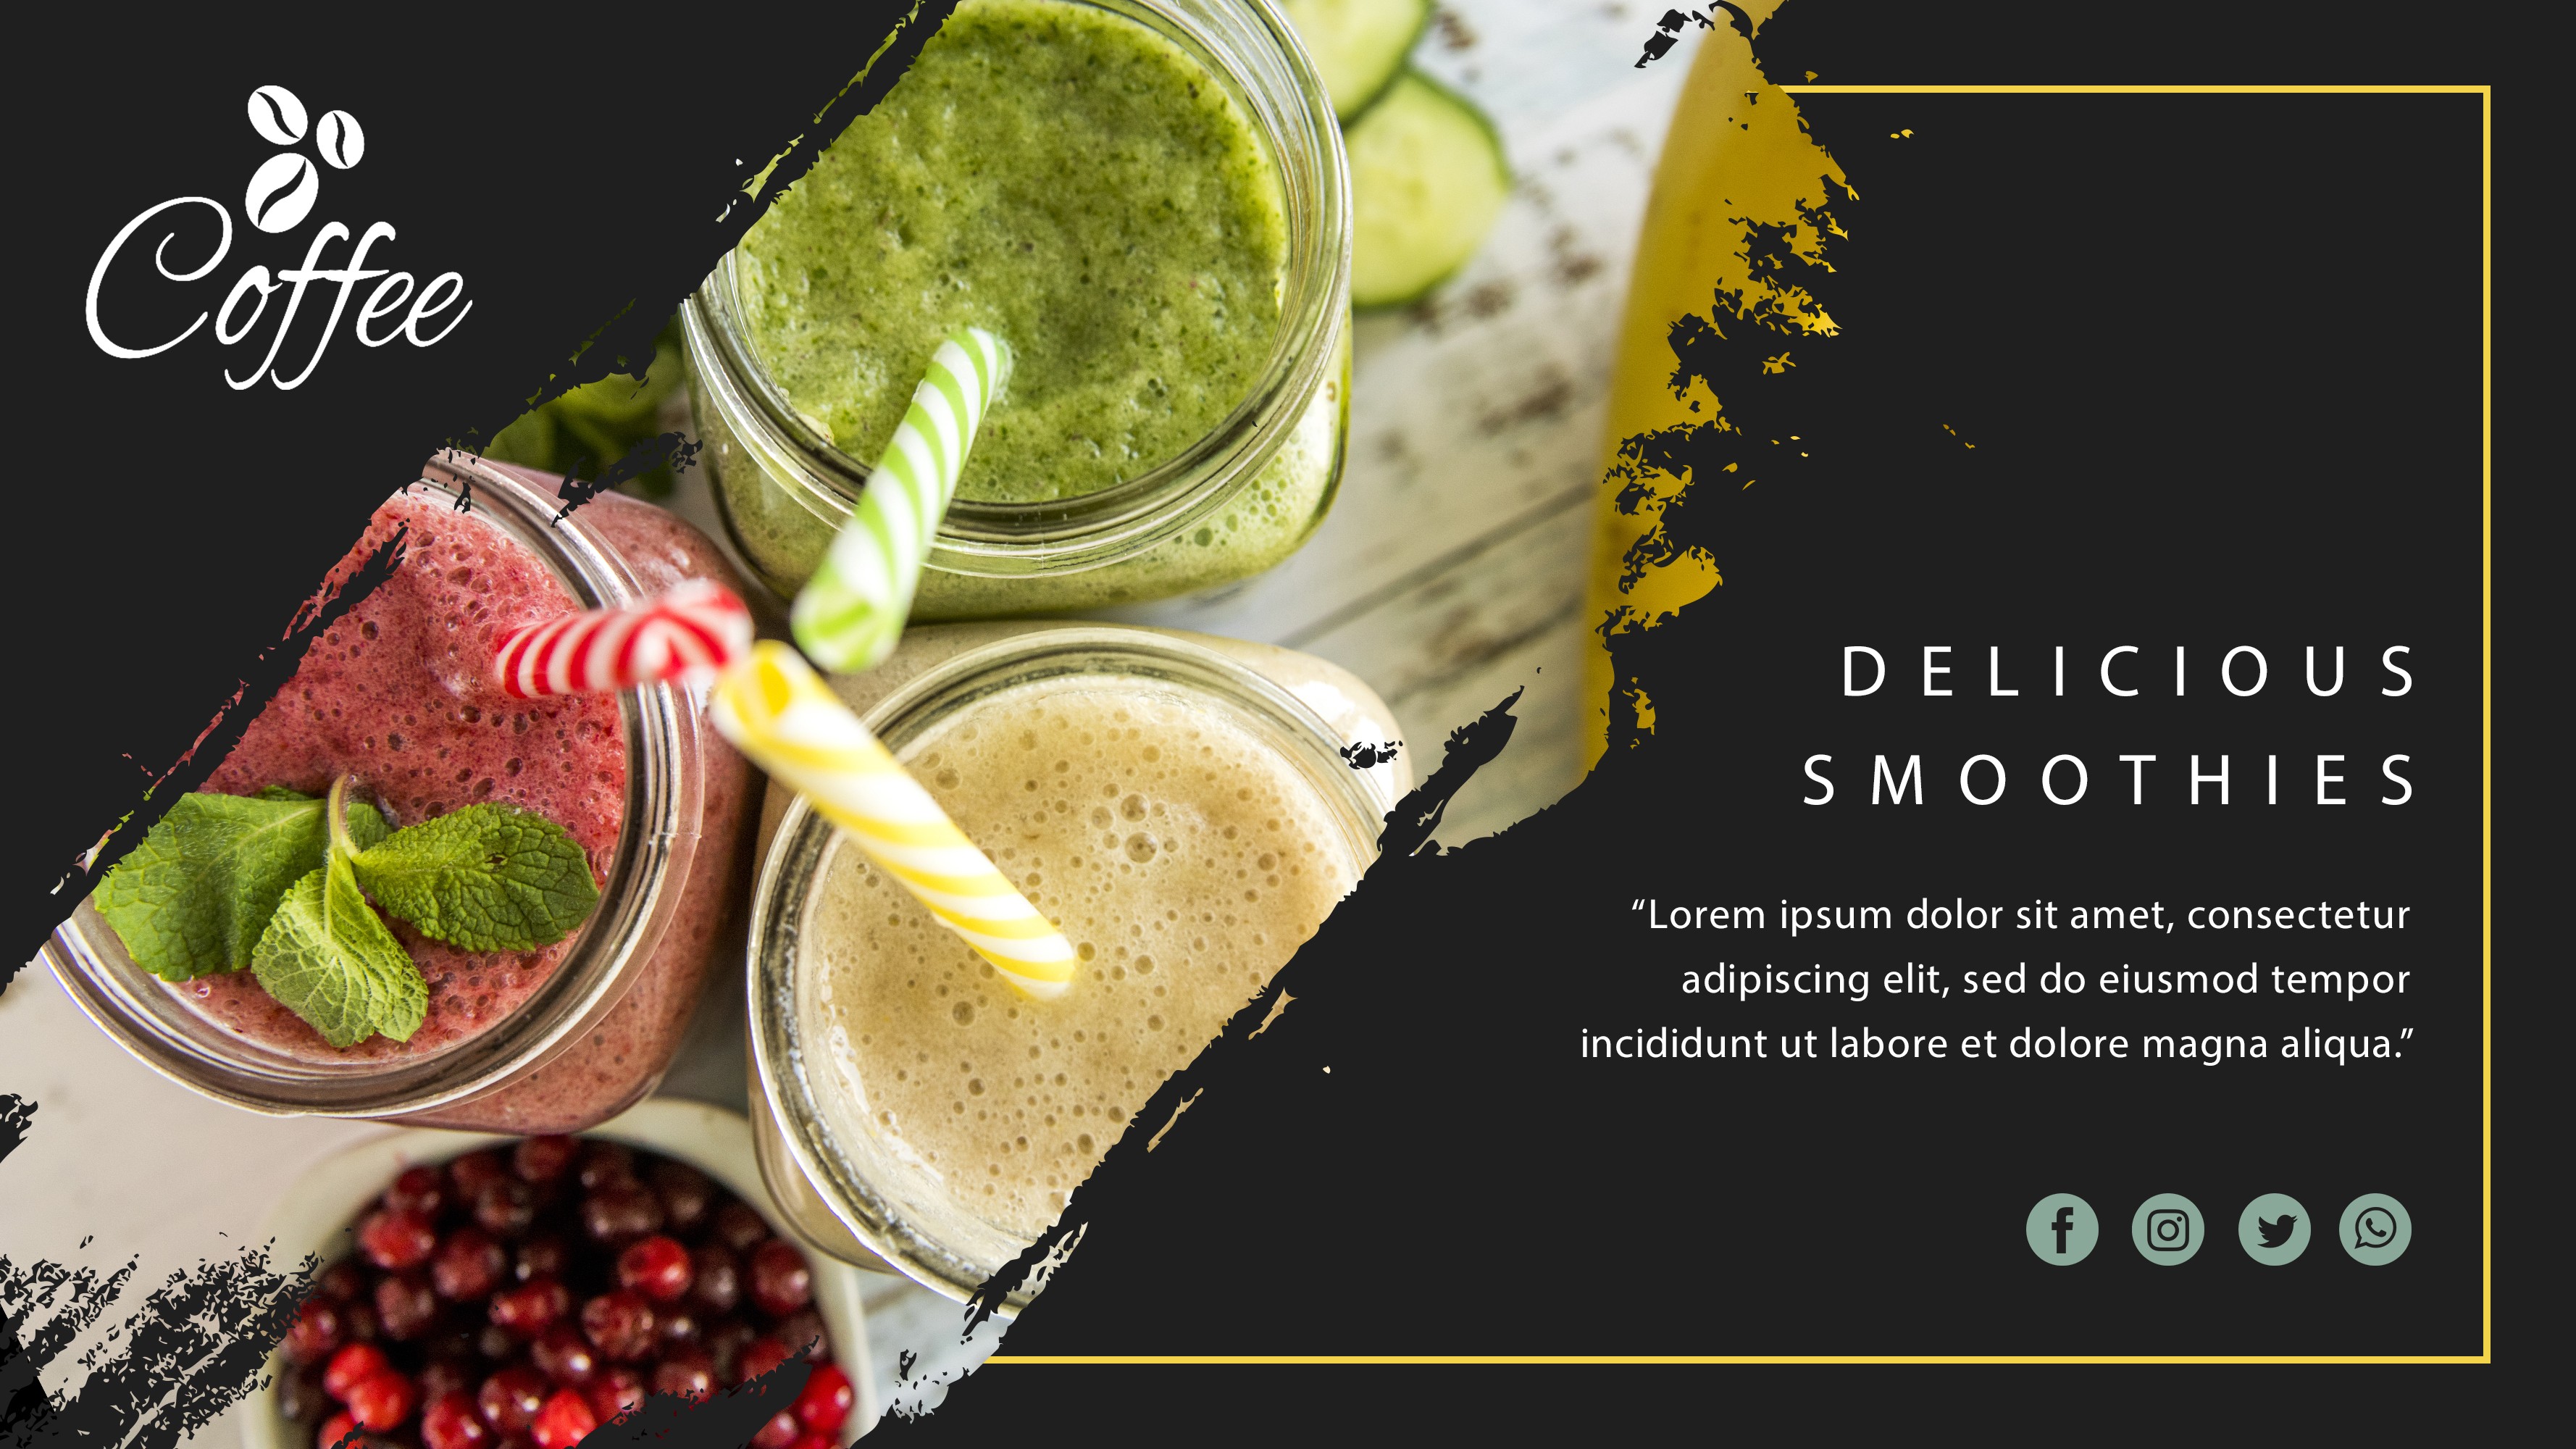 Coffee
DELICIOUS
SMOOTHIES
“Lorem ipsum dolor sit amet, consectetur
adipiscing elit, sed do eiusmod tempor
incididunt ut labore et dolore magna aliqua.”